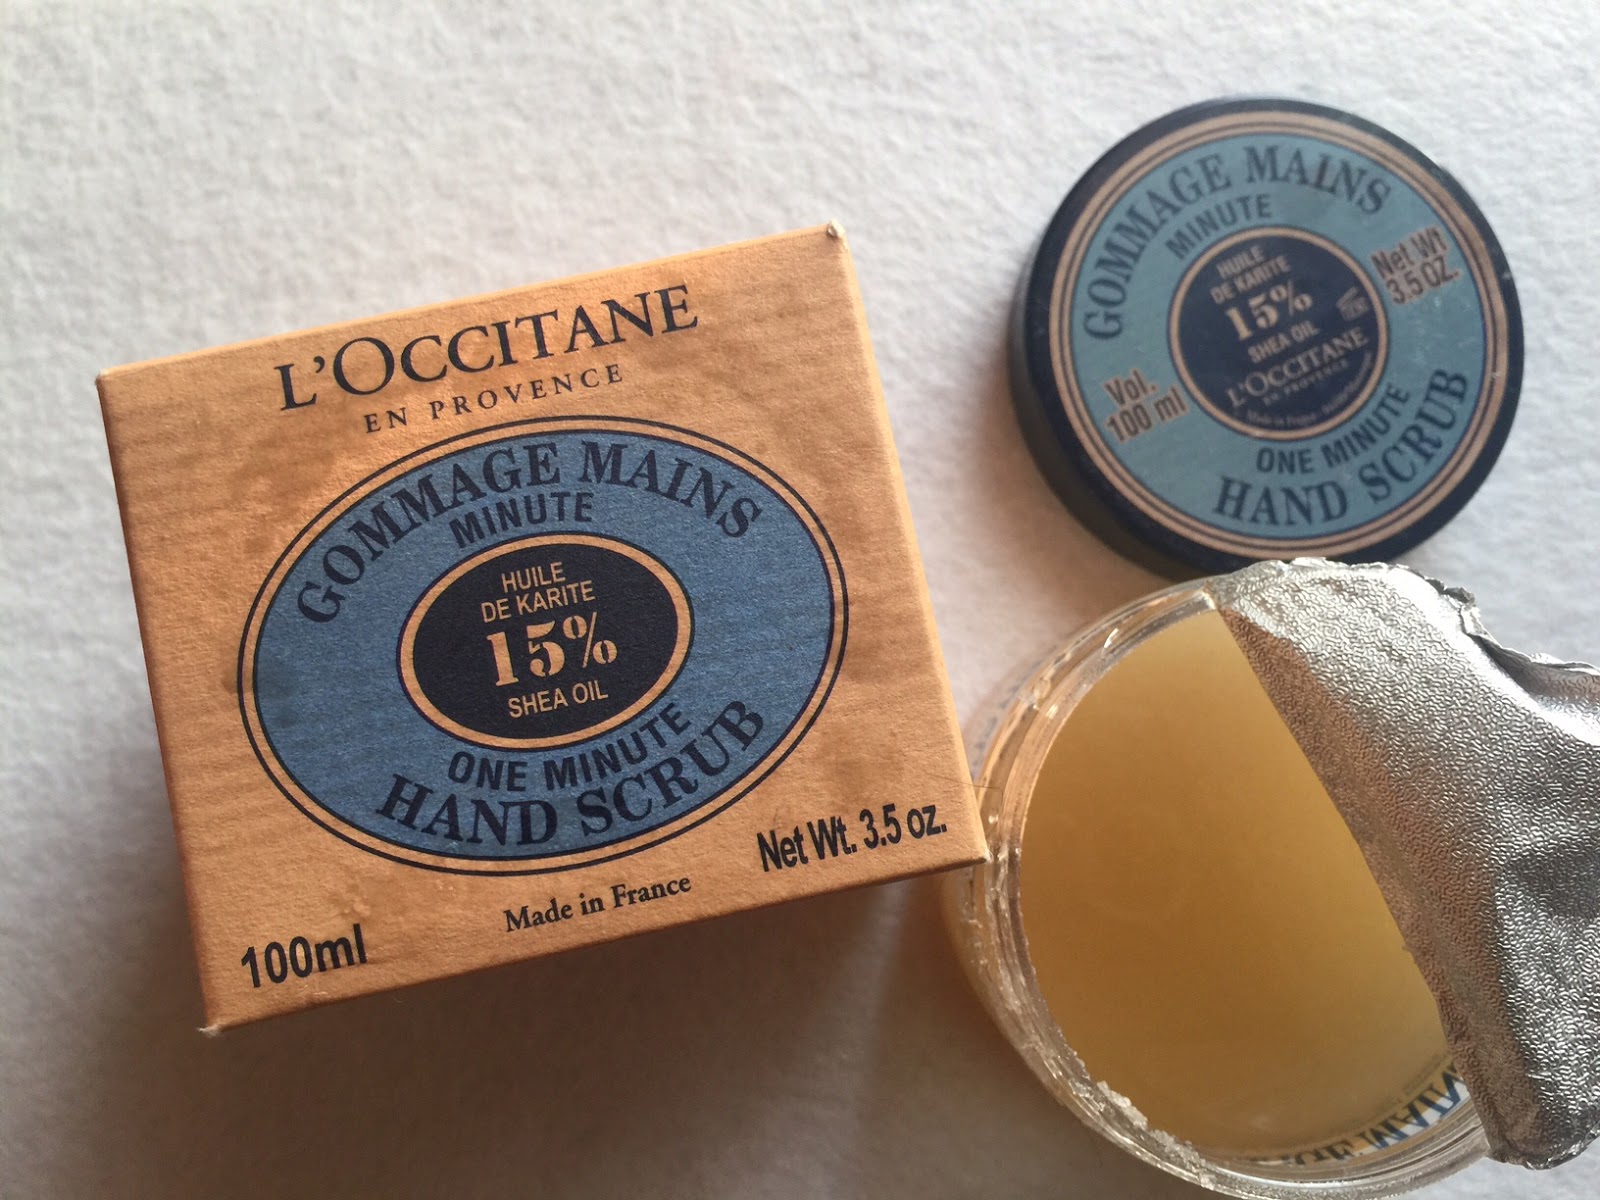 L'OCCITANE
EN PROVENCE
GOMMAGE MAINS
MINUTE
HUILE
DE KARITE
15%
SHEA OIL
ONE MINUTE
HAND SCRUB
Net Wt. 3.5 oz.
Made in France
100ml
GOMMAGE MAINS
MINUTE
Net Wt
3.5 OZ.
HUILE
DE KARITE
15%
SHEA OIL
L'OCCITANE
EN PROVENCE
Vol.
100 ml
ONE MINUTE
HAND SCRUB